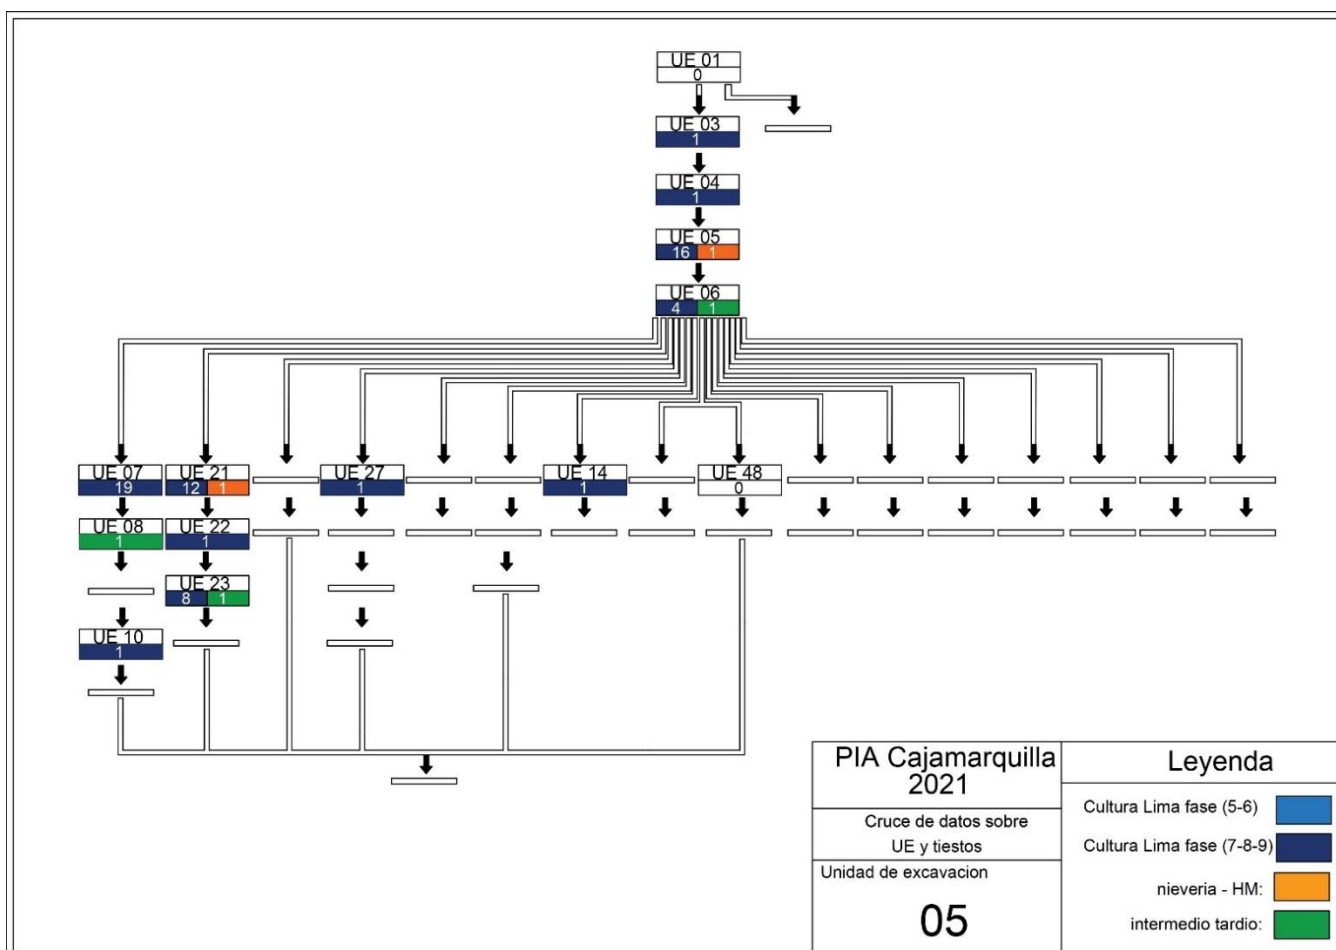 UE 01
0
UE 03
1
UE 04
1
UE 05
16 1
UE 06
4 1
UE 07 UE 21 UE 27 UE 14 UE 48
19 12 1 1 1 0
UE 08 UE 22
1 1
UE 23
8 1
UE 10
1
PIA Cajamarquilla
2021
Cruce de datos sobre
UE y tiestos
Unidad de excavacion
05
Leyenda
Cultura Lima fase (5-6)
Cultura Lima fase (7-8-9)
nieveria - HM:
intermedio tardio: